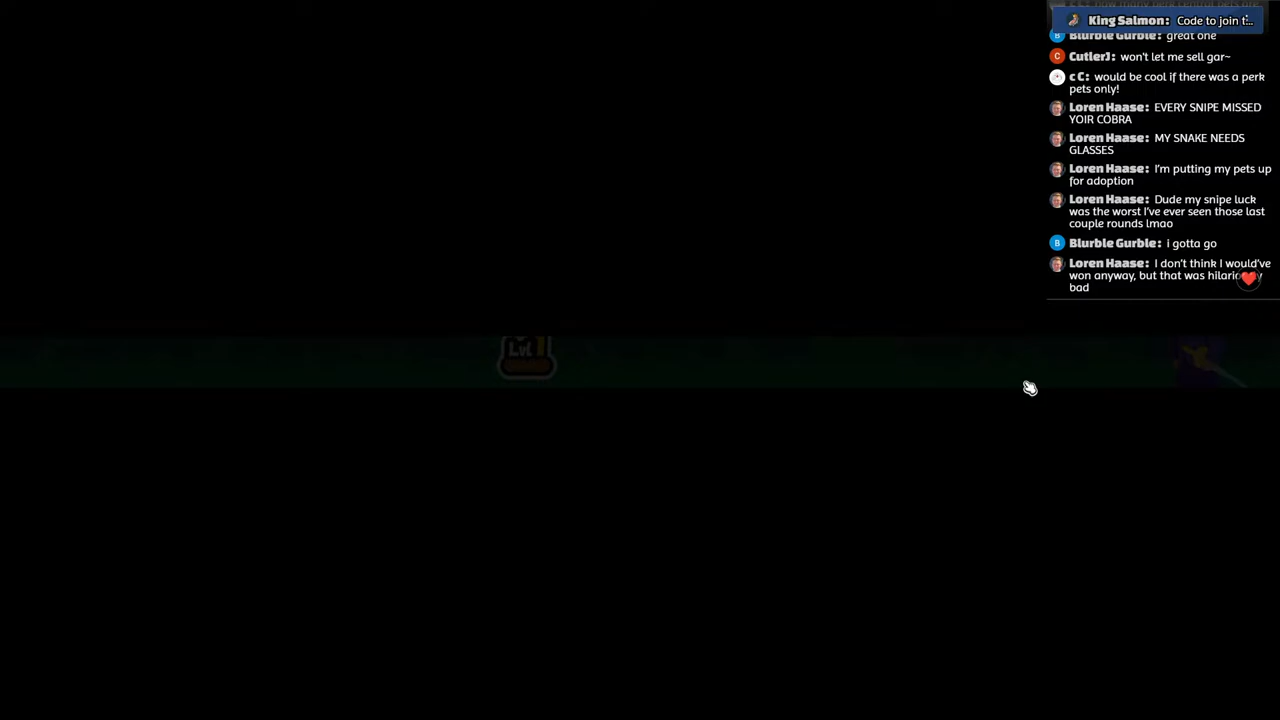 King Salmon: Code to join t...
Blurble Gurble: great one
CutlerJ: won't let me sell gar~
c C: would be cool if there was a perk
pets only!
Loren Haase: EVERY SNIPE MISSED
YOIR COBRA
Loren Haase: MY SNAKE NEEDS
GLASSES
Loren Haase: I'm putting my pets up
for adoption
Loren Haase: Dude my snipe luck
was the worst I've ever seen those last
couple rounds lmao
Blurble Gurble: i gotta go
Loren Haase: I don't think I would've
won anyway, but that was
bad
Lvl 1